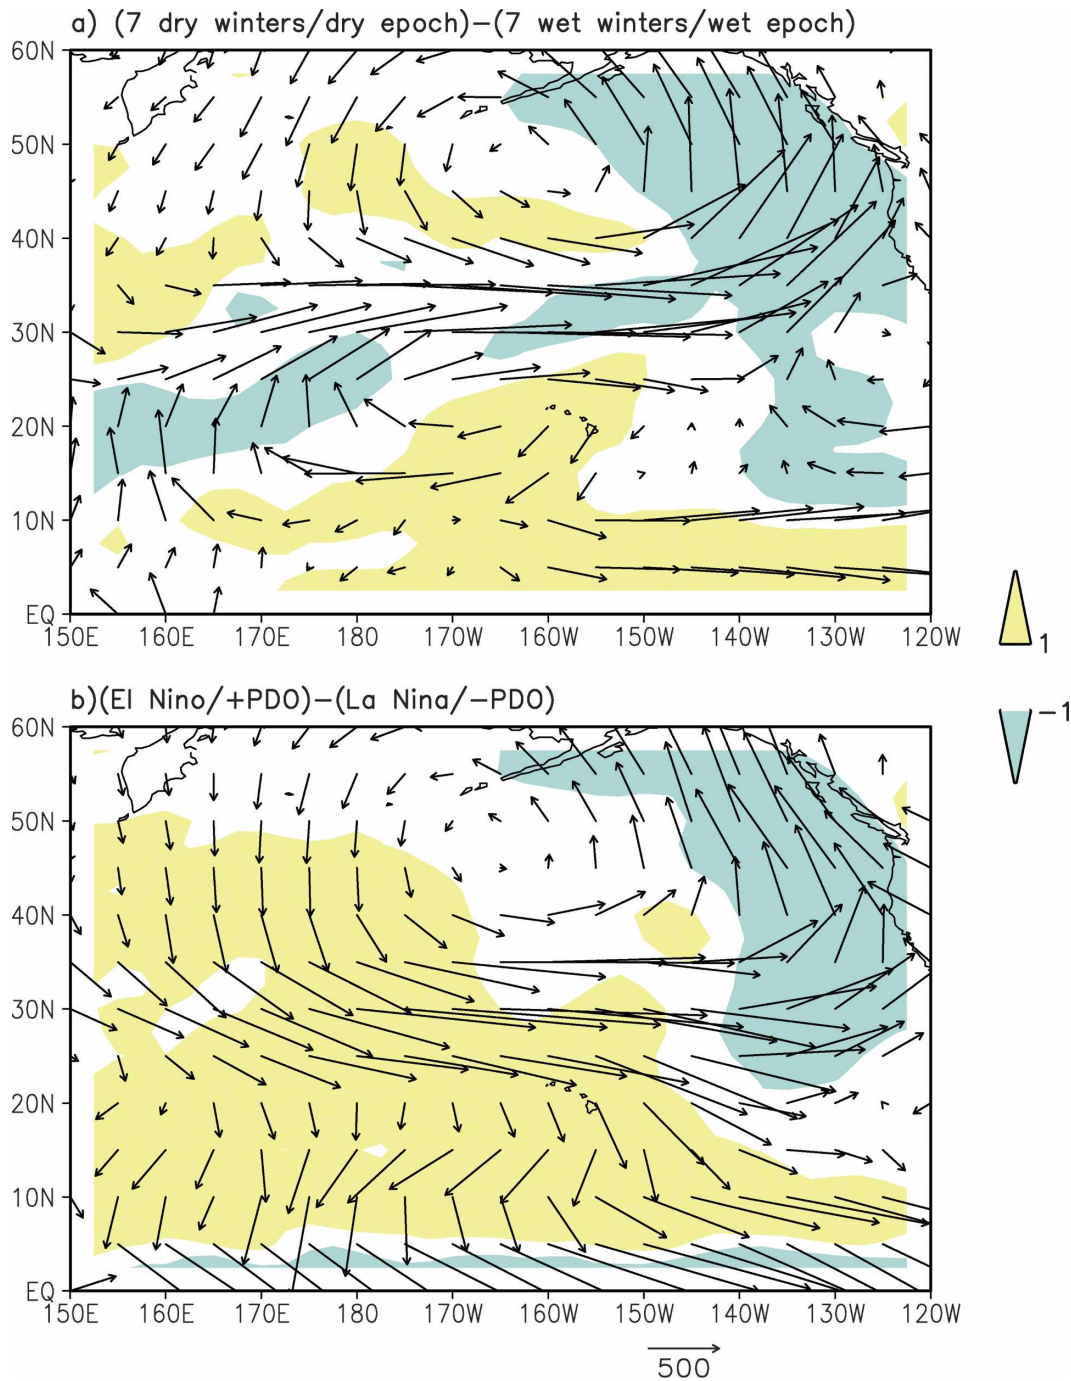 a) (7 dry winters/dry epoch)−(7 wet winters/wet epoch)
60N
50N
40N
30N
20N
10N
EQ
150E 160E 170E 180 170W 160W 150W 140W 130W 120W
1
−1
b)(El Nino/+PDO)−(La Nina/−PDO)
60N
50N
40N
30N
20N
10N
EQ
150E 160E 170E 180 170W 160W 150W 140W 130W 120W
500